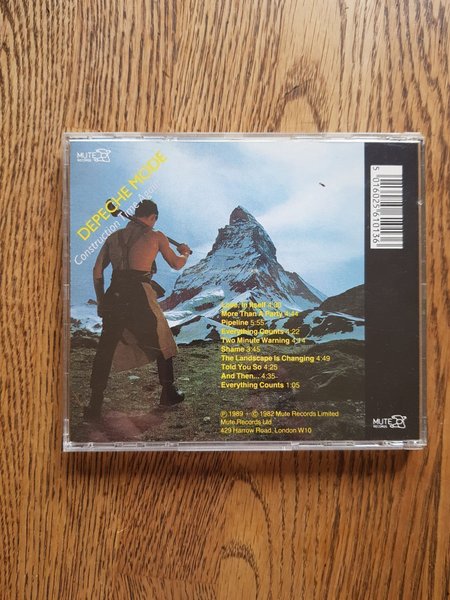 MUTE
RECORDS
DEPECHE MODE
Construction Time Again
Love, In Itself 4:29
More Than A Party 4:44
Pipeline 5:55
Everything Counts 4:22
Two Minute Warning 4:14
Shame 3:45
The Landscape Is Changing 4:49
Told You So 4:25
And Then... 4:35
Everything Counts 1:05
Ⓟ 1989 © 1982 Mute Records Limited
Mute Records Ltd
429 Harrow Road, London W10
5 016025 610136
MUTE
RECORDS